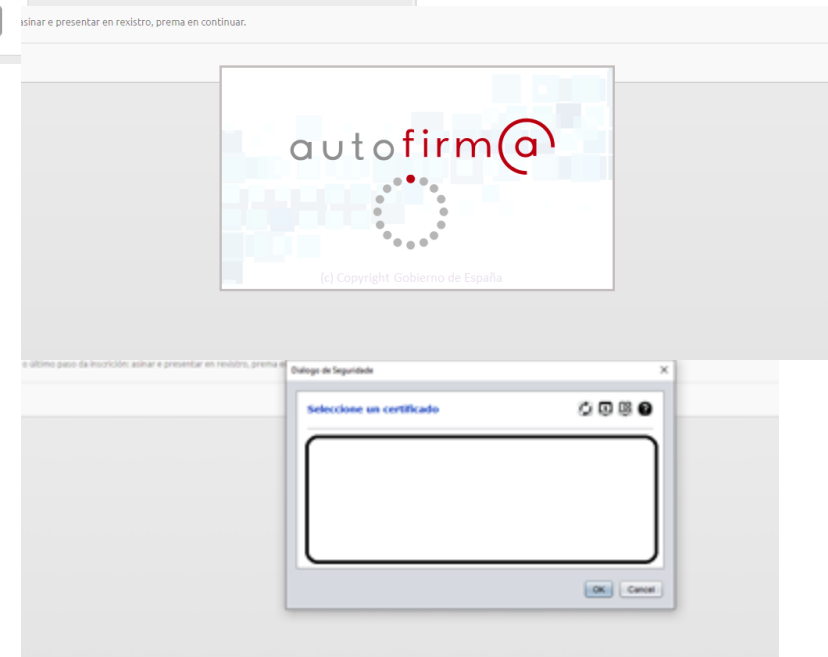 asinar e presentar en rexistro, prema en continuar.
autofirm@
(c) Copyright Gobierno de España
o último paso da inscrición: asinar e presentar en rexistro, prema e
Dialogo de Seguridade
Seleccione un certificado
OK Cancel